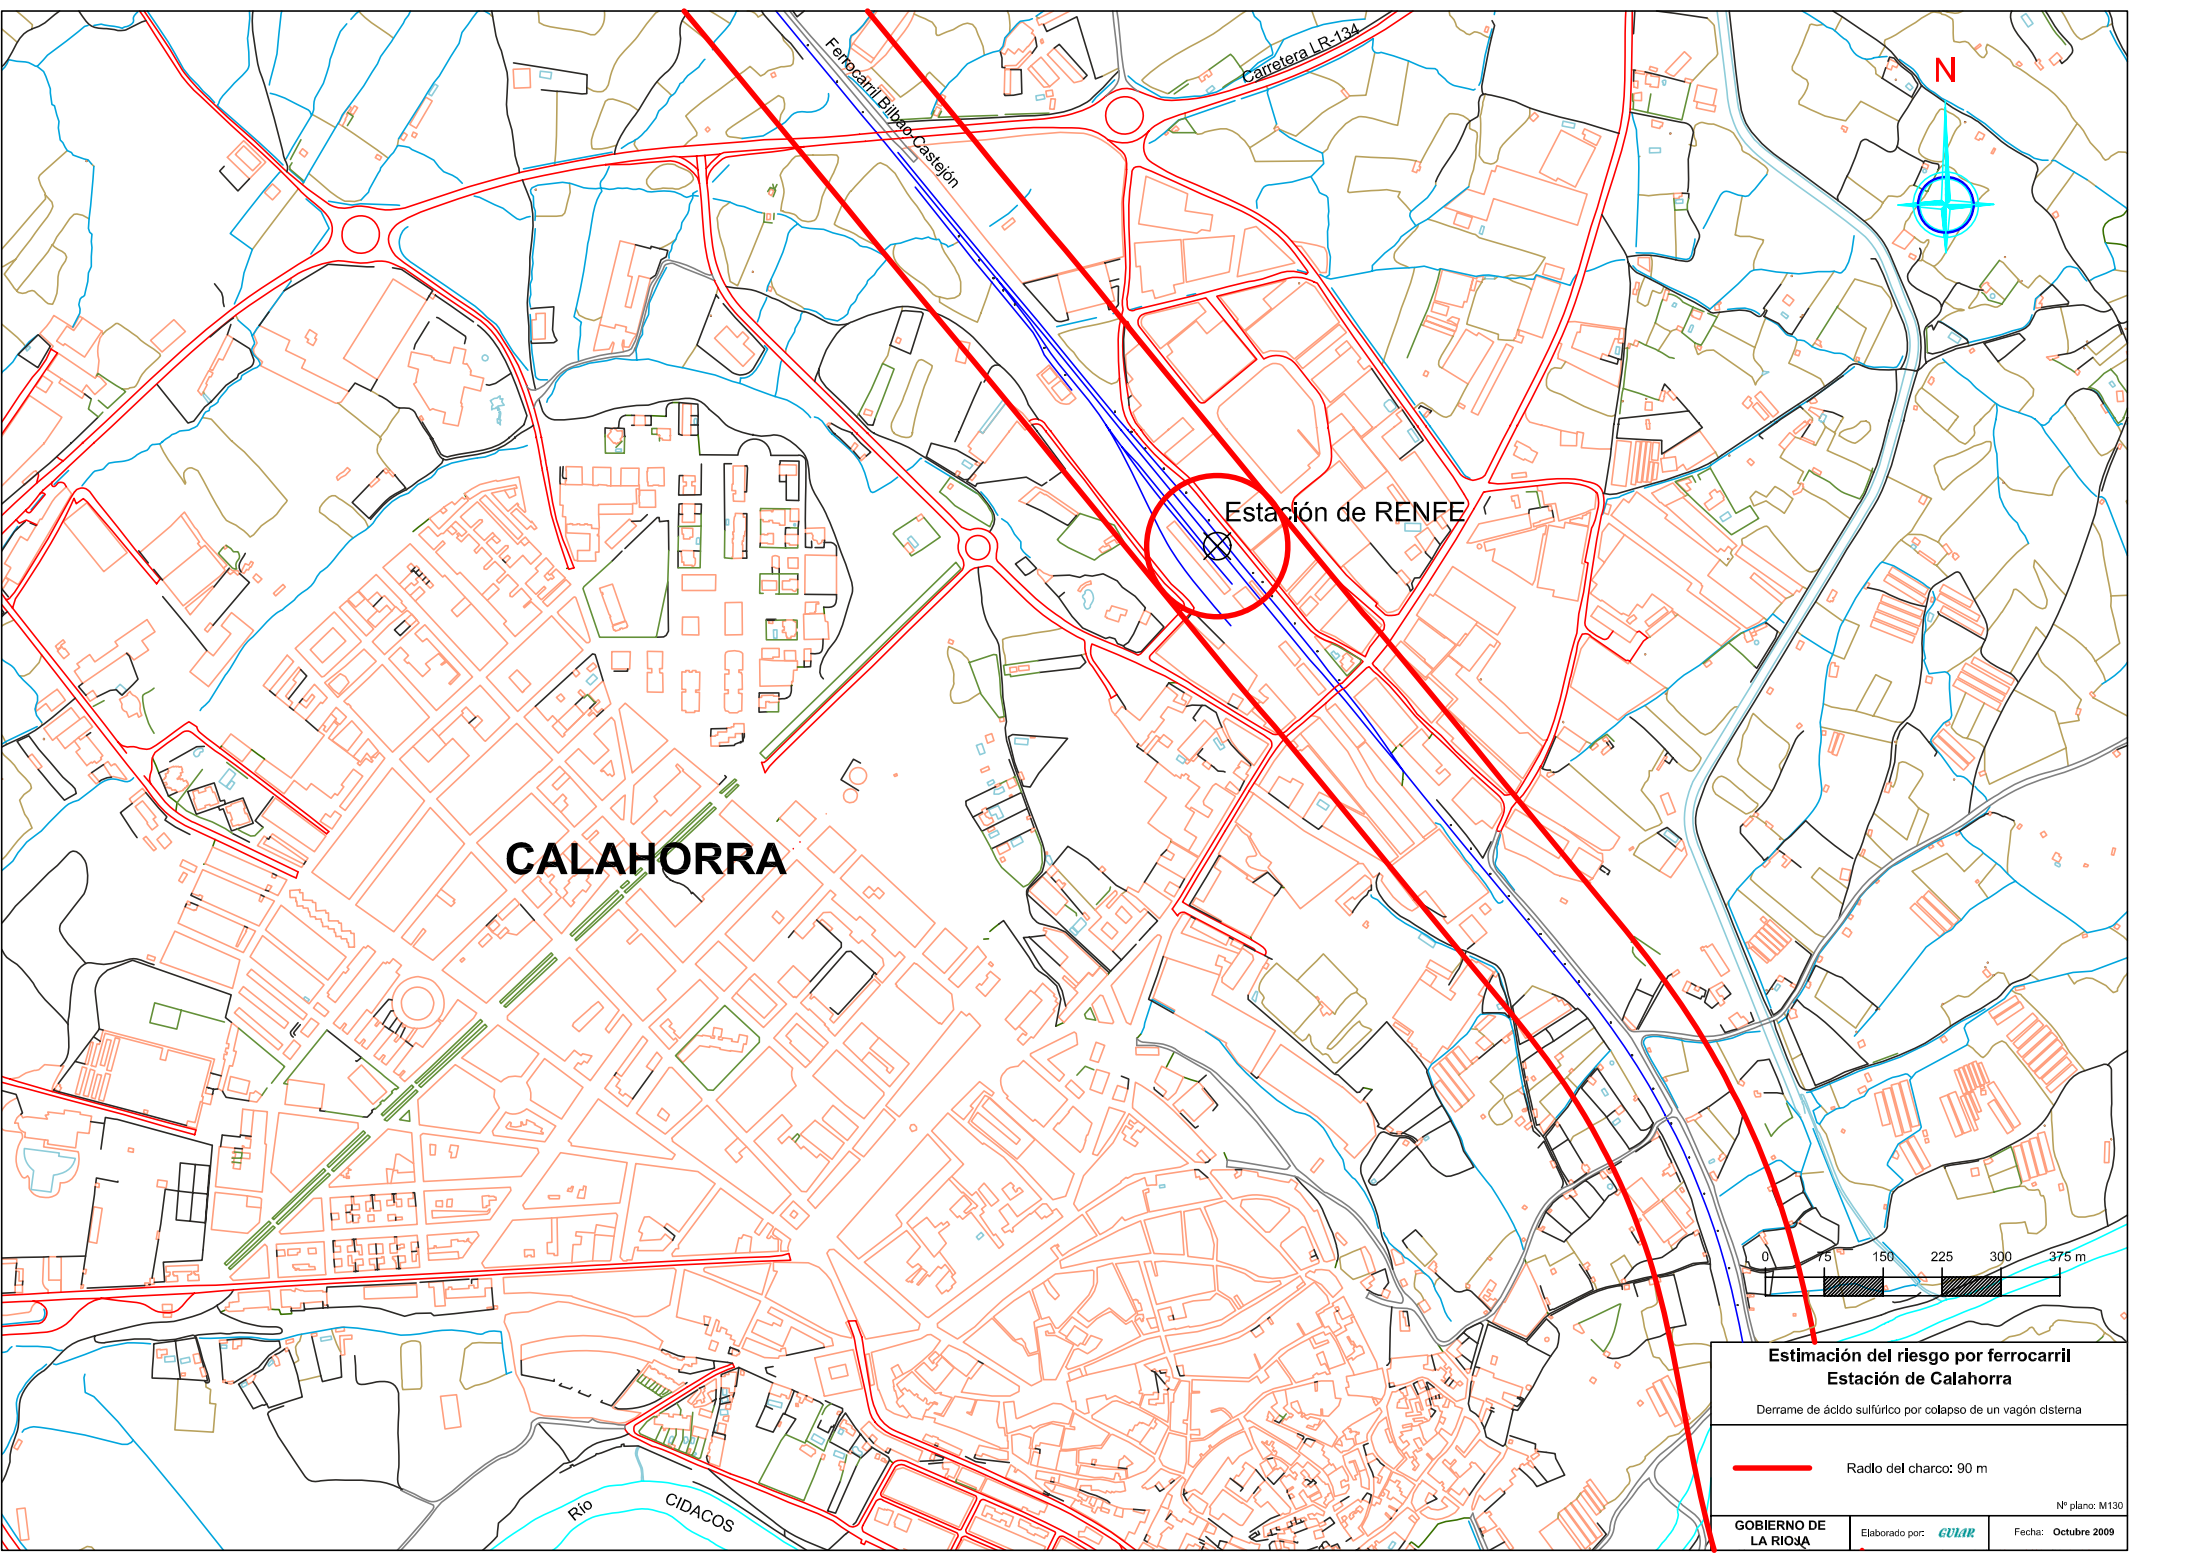 Ferrocarril Bilbao-Castejón
Carretera LR-134
N
Estación de RENFE
CALAHORRA
0 75 150 225 300 375 m
Estimación del riesgo por ferrocarril
Estación de Calahorra
Derrame de ácido sulfúrico por colapso de un vagón cisterna
Radio del charco: 90 m
Nº plano: M130
GOBIERNO DE
LA RIOJA
Elaborado por: GUIAR
Fecha: Octubre 2009
Río CIDACOS